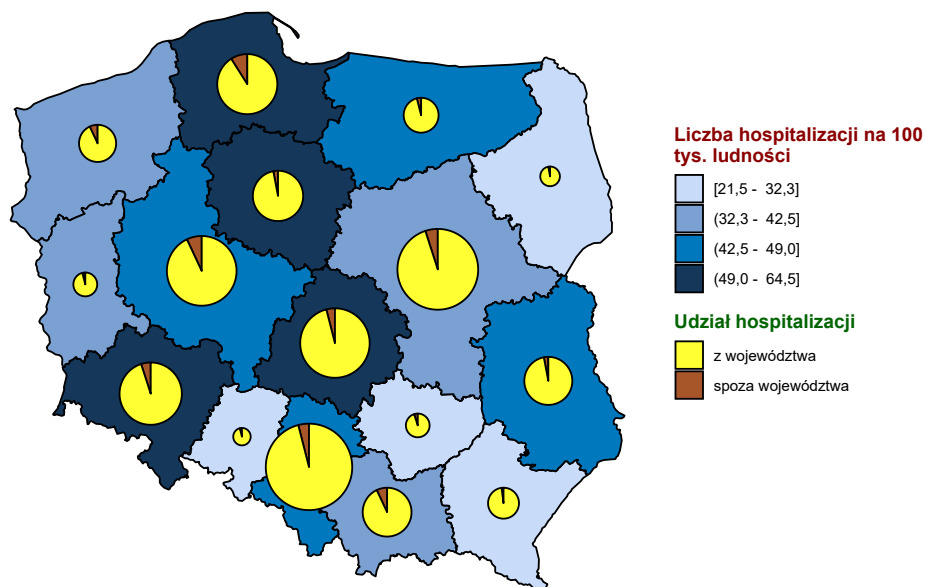 Liczba hospitalizacji na 100
tys. ludności
[21,5 - 32,3]
(32,3 - 42,5]
(42,5 - 49,0]
(49,0 - 64,5]
Udział hospitalizacji
z województwa
spoza województwa